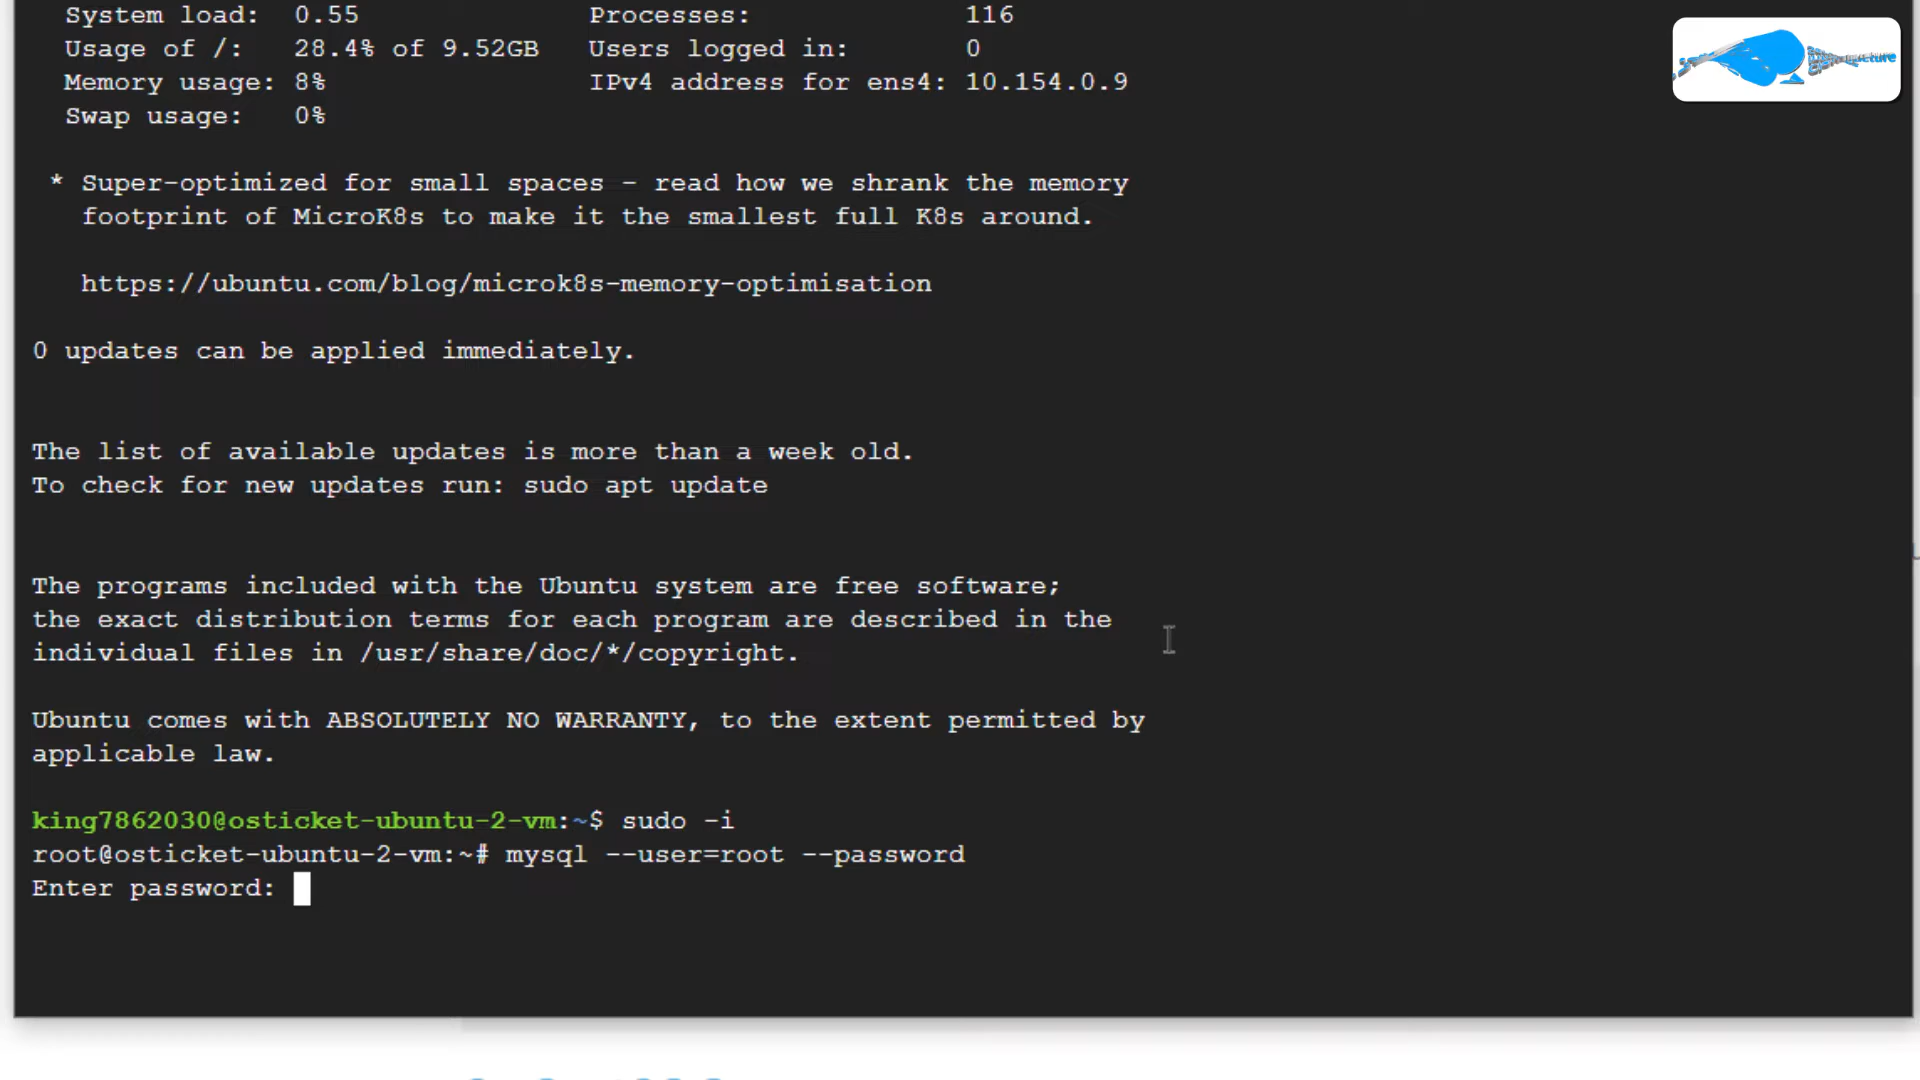 System load: 0.55 Processes: 116
Usage of /: 28.4% of 9.52GB Users logged in: 0
Memory usage: 8% IPv4 address for ens4: 10.154.0.9
Swap usage: 0%
* Super-optimized for small spaces - read how we shrank the memory
footprint of MicroK8s to make it the smallest full K8s around.
https://ubuntu.com/blog/microk8s-memory-optimisation
0 updates can be applied immediately.
The list of available updates is more than a week old.
To check for new updates run: sudo apt update
The programs included with the Ubuntu system are free software;
the exact distribution terms for each program are described in the
individual files in /usr/share/doc/*/copyright.
Ubuntu comes with ABSOLUTELY NO WARRANTY, to the extent permitted by
applicable law.
king7862030@osticket-ubuntu-2-vm:~$ sudo -i
root@osticket-ubuntu-2-vm:~# mysql --user=root --password
Enter password: